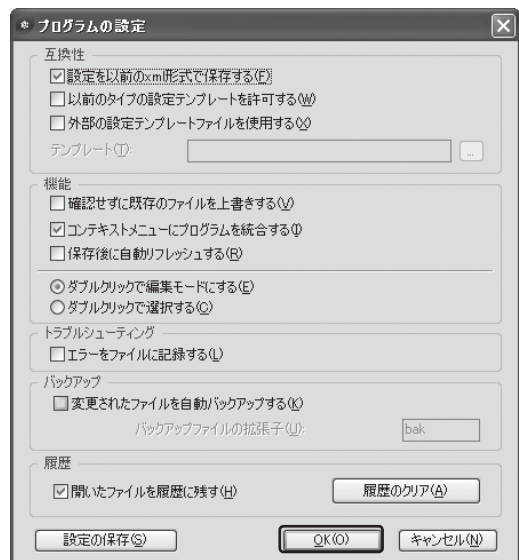 プログラムの設定
互換性
設定を以前のxml形式で保存する(F)
以前のタイプの設定テンプレートを許可する(W)
外部の設定テンプレートファイルを使用する(X)
テンプレート(T):
...
機能
確認せずに既存のファイルを上書きする(V)
コンテキストメニューにプログラムを統合する(I)
保存後に自動リフレッシュする(R)
ダブルクリックで編集モードにする(E)
ダブルクリックで選択する(C)
トラブルシューティング
エラーをファイルに記録する(L)
バックアップ
変更されたファイルを自動バックアップする(K)
バックアップファイルの拡張子(U): bak
履歴
開いたファイルを履歴に残す(H) 履歴のクリア(A)
設定の保存(S) OK(O) キャンセル(N)